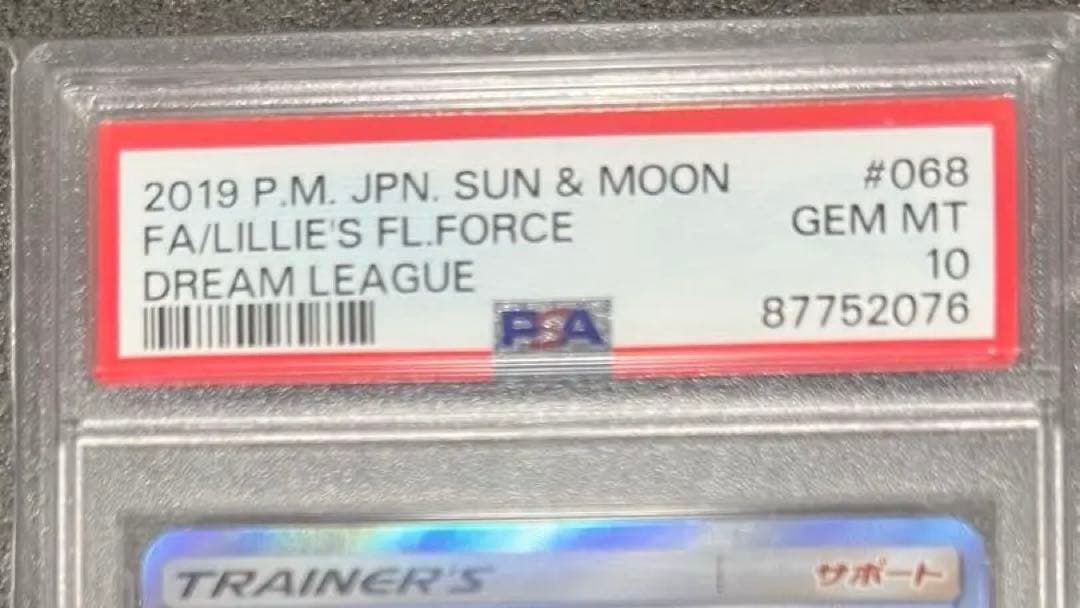 2019 P.M. JPN. SUN & MOON #068
FA/LILLIE'S FL.FORCE GEM MT
DREAM LEAGUE 10
PSA 87752076
TRAINER'S サポート